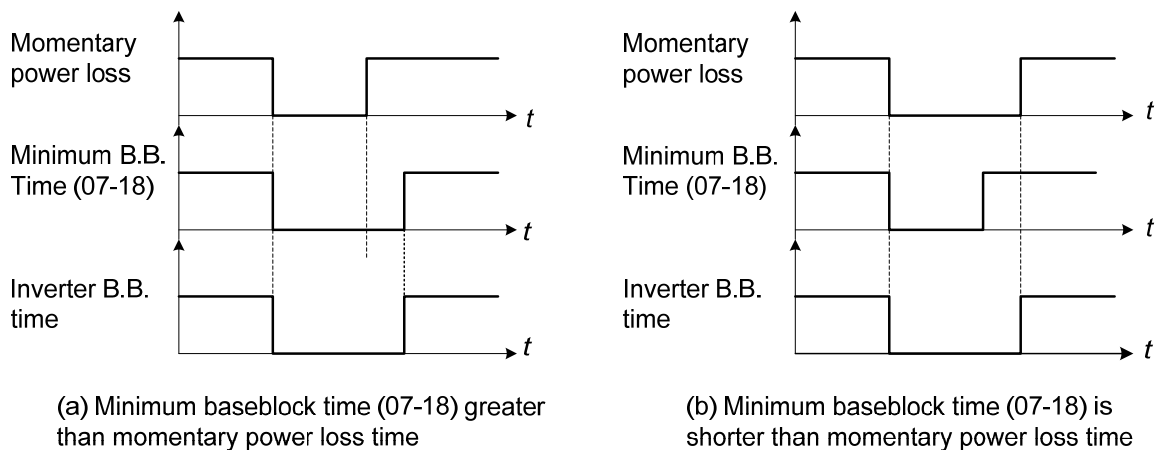 Momentary
power loss
t
Minimum B.B.
Time (07-18)
t
Inverter B.B.
time
t
(a) Minimum baseblock time (07-18) greater
than momentary power loss time
Momentary
power loss
t
Minimum B.B.
Time (07-18)
t
Inverter B.B.
time
t
(b) Minimum baseblock time (07-18) is
shorter than momentary power loss time